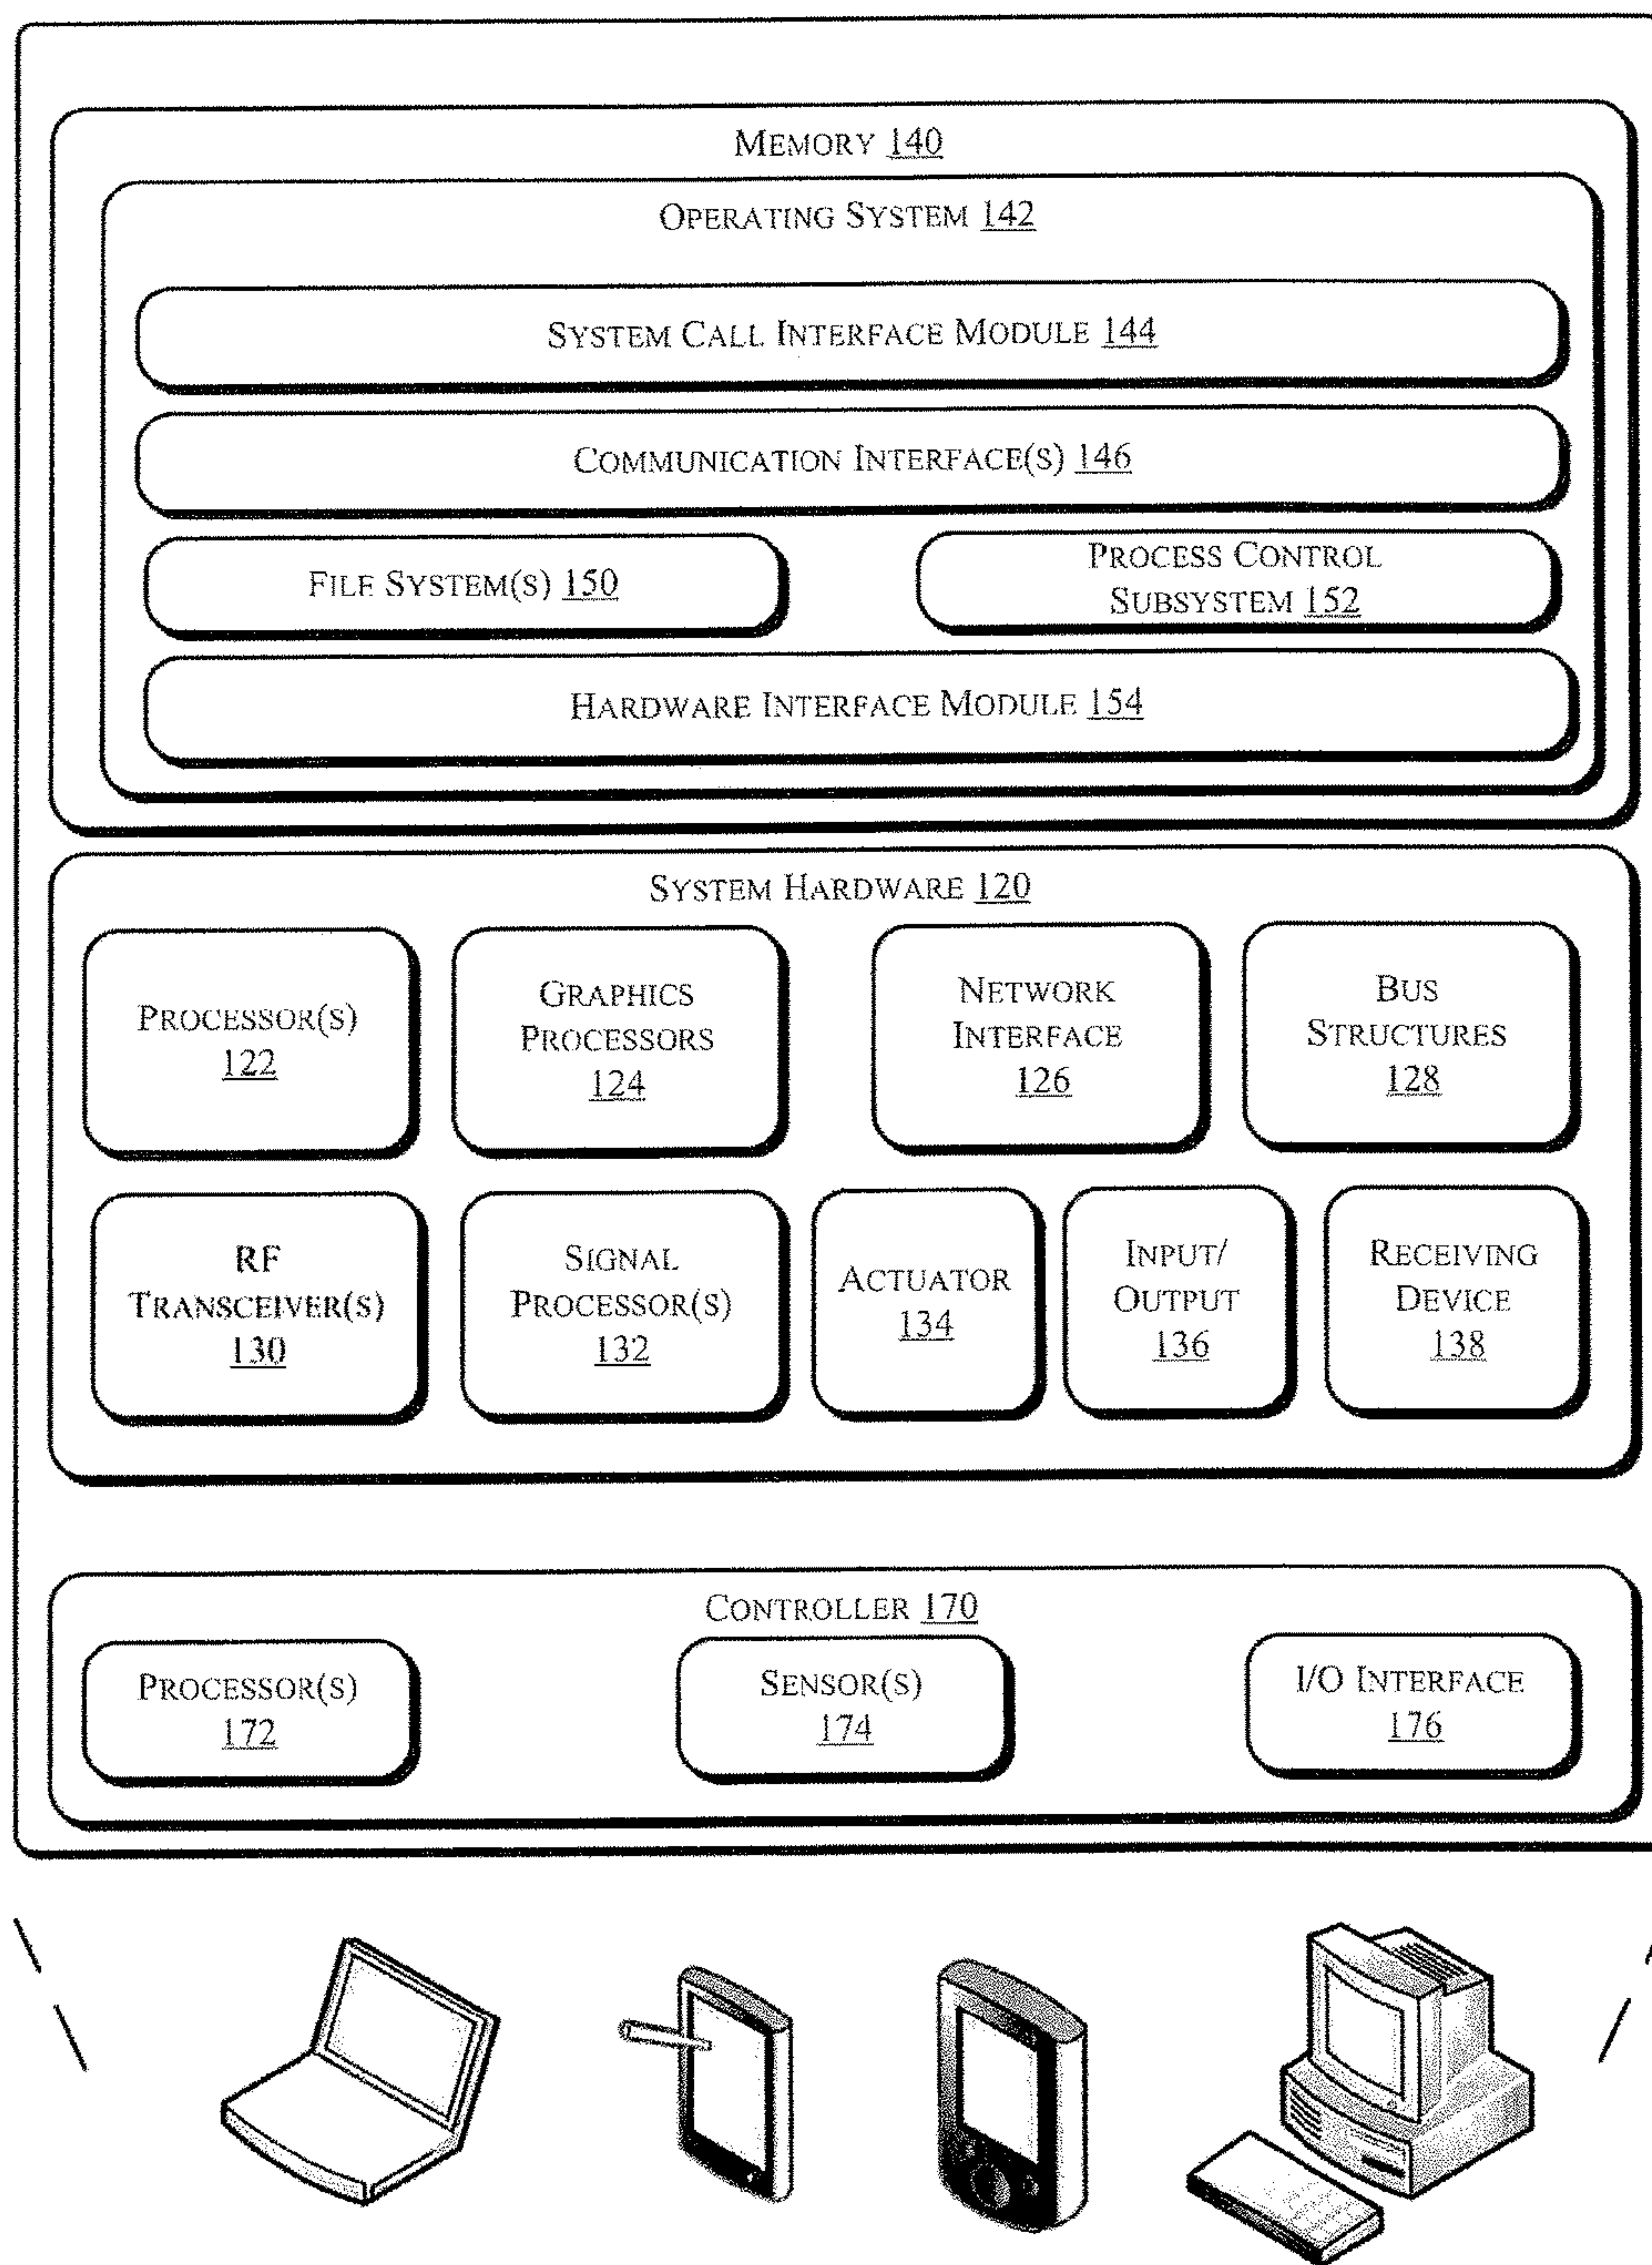 MEMORY 140
OPERATING SYSTEM 142
SYSTEM CALL INTERFACE MODULE 144
COMMUNICATION INTERFACE(S) 146
FILE SYSTEM(S) 150
PROCESS CONTROL
SUBSYSTEM 152
HARDWARE INTERFACE MODULE 154
SYSTEM HARDWARE 120
PROCESSOR(S)
122
GRAPHICS
PROCESSORS
124
NETWORK
INTERFACE
126
BUS
STRUCTURES
128
RF
TRANSCEIVER(S)
130
SIGNAL
PROCESSOR(S)
132
ACTUATOR
134
INPUT/
OUTPUT
136
RECEIVING
DEVICE
138
CONTROLLER 170
PROCESSOR(S)
172
SENSOR(S)
174
I/O INTERFACE
176